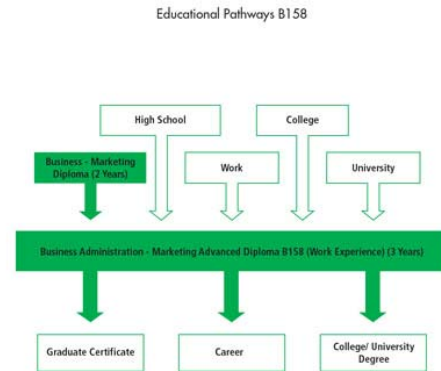 Educational Pathways B158
High School
College
Business - Marketing
Diploma (2 Years)
Work
University
Business Administration - Marketing Advanced Diploma B158 (Work Experience) (3 Years)
Graduate Certificate
Career
College/ University
Degree